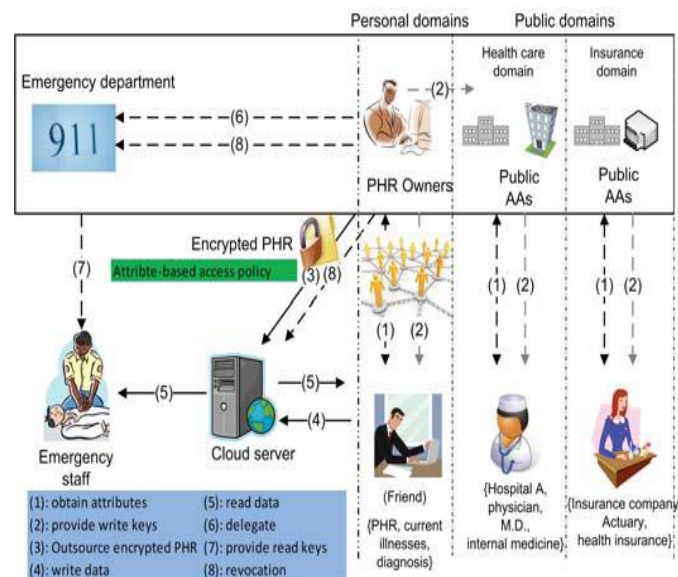 Personal domains
Public domains
Emergency department
911
(6)
(8)
(2)
Health care
domain
Insurance
domain
PHR Owners
Public
AAs
Public
AAs
Encrypted PHR
Attribte-based access policy
(3)
(8)
(7)
(1)
(2)
(1)
(2)
(1)
(2)
(5)
(5)
(4)
Emergency
staff
Cloud server
(Friend)
{PHR, current
illnesses,
diagnosis}
{Hospital A,
physician,
M.D.,
internal medicine}
{Insurance company,
Actuary,
health insurance}
(1): obtain attributes
(2): provide write keys
(3): Outsource encrypted PHR
(4): write data
(5): read data
(6): delegate
(7): provide read keys
(8): revocation